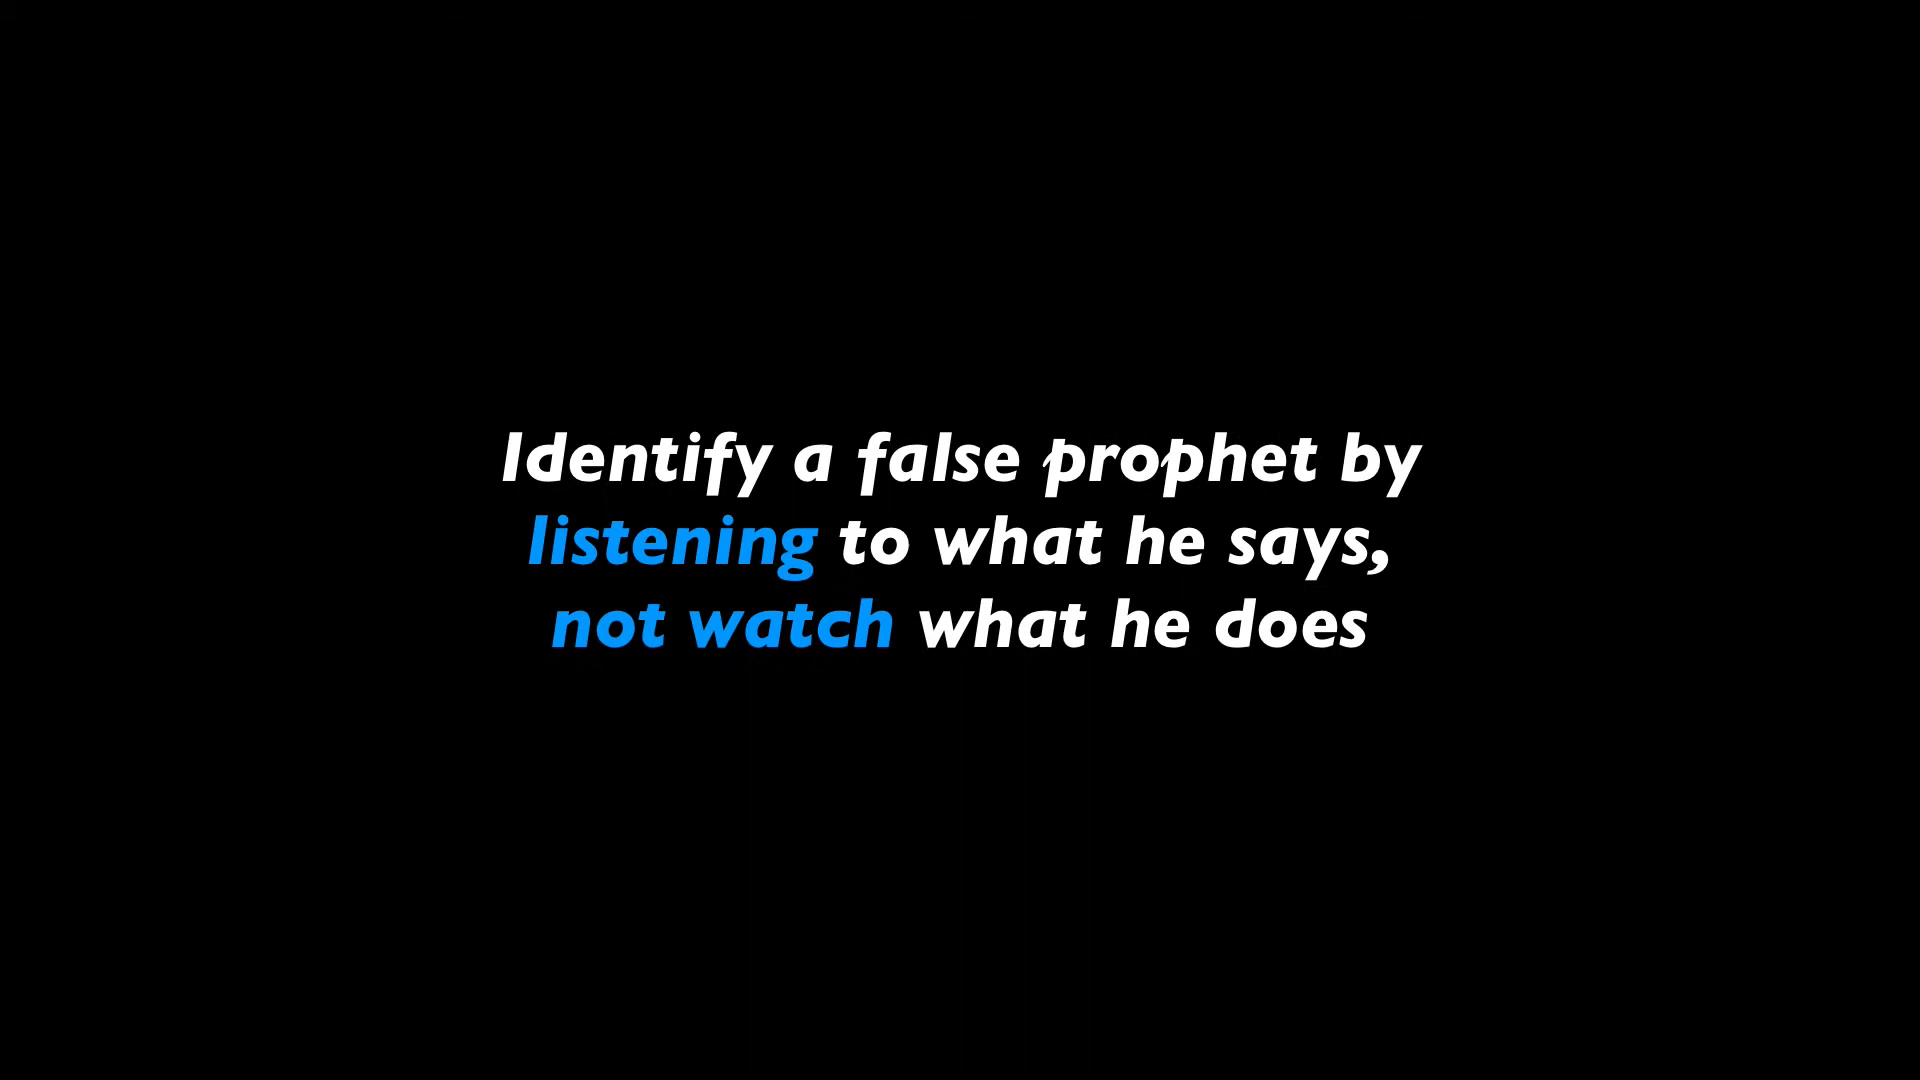 Identify a false prophet by
listening to what he says,
not watch what he does